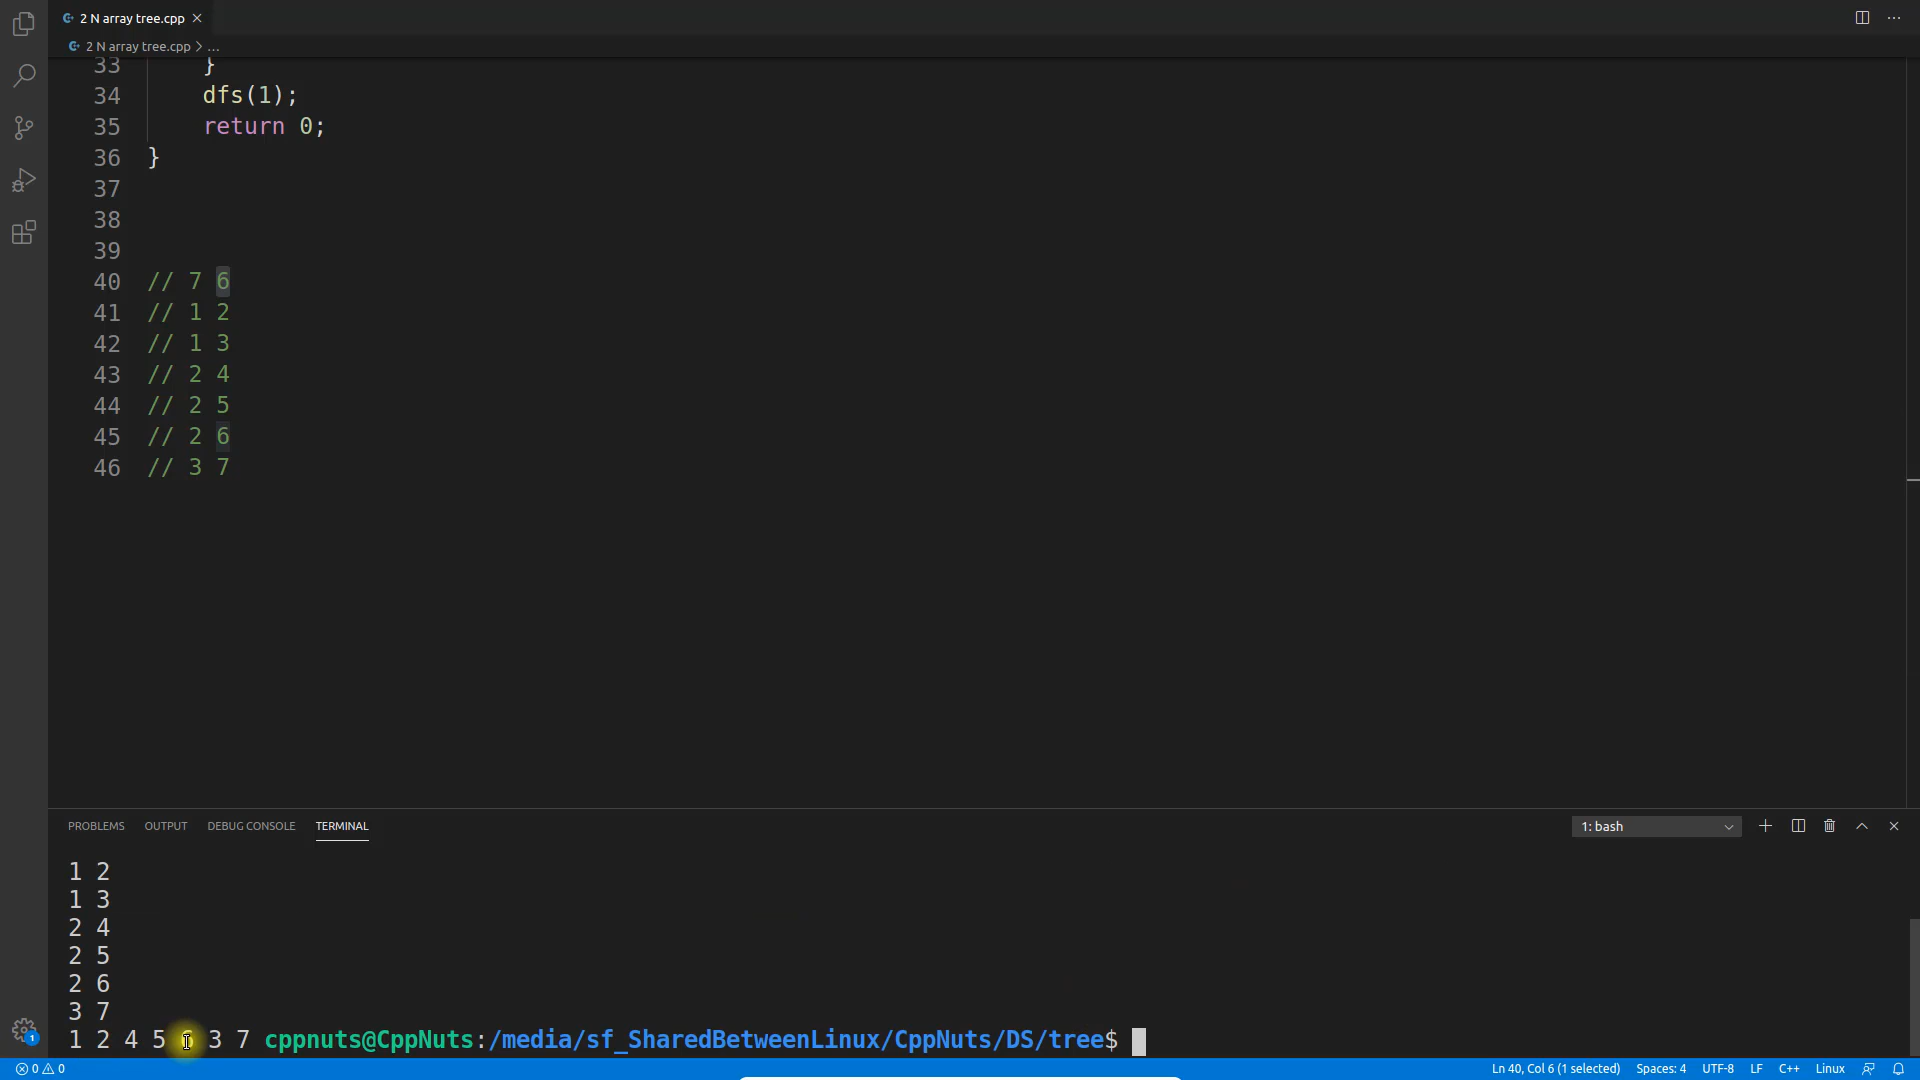 2 N array tree.cpp
2 N array tree.cpp > ...
33 }
34 dfs(1);
35 return 0;
36 }
37
38
39
40 // 7 6
41 // 1 2
42 // 1 3
43 // 2 4
44 // 2 5
45 // 2 6
46 // 3 7
PROBLEMS OUTPUT DEBUG CONSOLE TERMINAL 1: bash
1 2
1 3
2 4
2 5
2 6
3 7
1 2 4 5 6 3 7 cppnuts@CppNuts:/media/sf_SharedBetweenLinux/CppNuts/DS/tree$
1
0 0 Ln 40, Col 6 (1 selected) Spaces: 4 UTF-8 LF C++ Linux